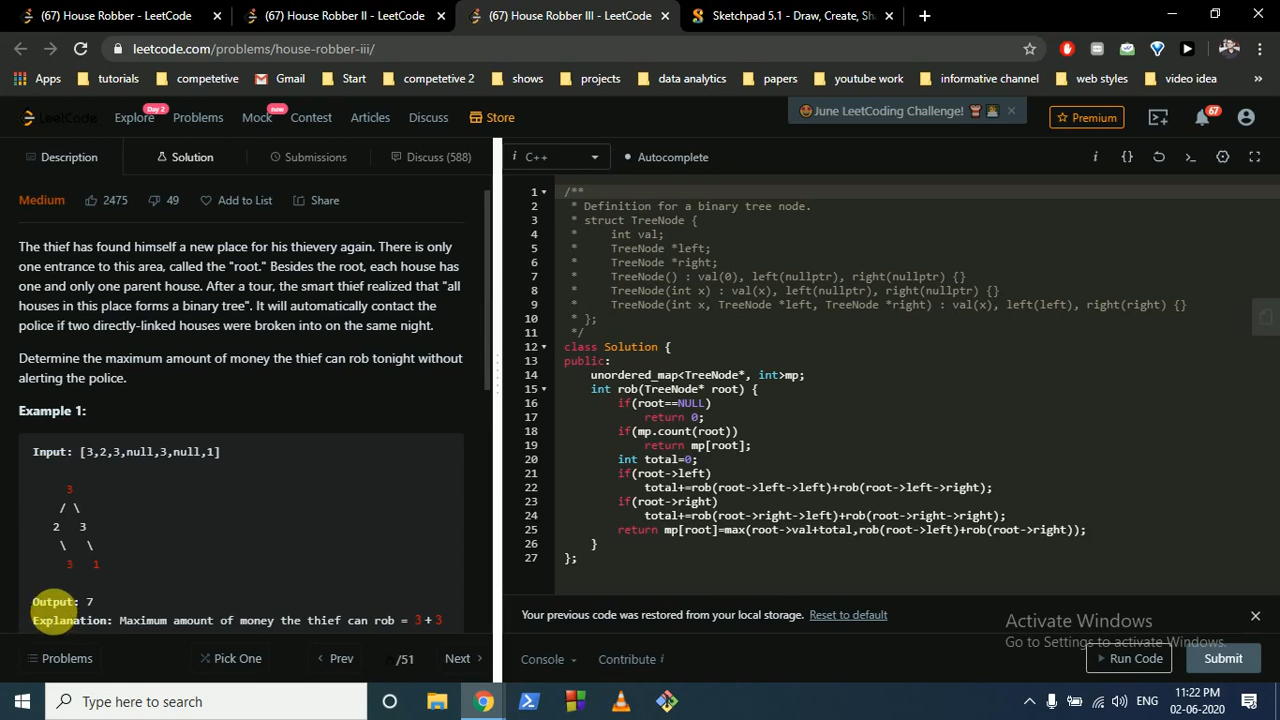 (67) House Robber - LeetCode
(67) House Robber II - LeetCode
(67) House Robber III - LeetCode
Sketchpad 5.1 - Draw, Create, Sh
leetcode.com/problems/house-robber-iii/
Apps tutorials competetive Gmail Start competetive 2 shows projects data analytics papers youtube work informative channel web styles video idea
LeetCode Explore Day 2 Problems Mock new Contest Articles Discuss Store
June LeetCoding Challenge!
Premium
67
Description Solution Submissions Discuss (588)
i C++ Autocomplete
Medium 2475 49 Add to List Share
The thief has found himself a new place for his thievery again. There is only
one entrance to this area, called the "root." Besides the root, each house has
one and only one parent house. After a tour, the smart thief realized that "all
houses in this place forms a binary tree". It will automatically contact the
police if two directly-linked houses were broken into on the same night.
Determine the maximum amount of money the thief can rob tonight without
alerting the police.
Example 1:
Input: [3,2,3,null,3,null,1]
3
/ \
2 3
\ \
3 1
Output: 7
Explanation: Maximum amount of money the thief can rob = 3 + 3
1 /**
2 * Definition for a binary tree node.
3 * struct TreeNode {
4 * int val;
5 * TreeNode *left;
6 * TreeNode *right;
7 * TreeNode() : val(0), left(nullptr), right(nullptr) {}
8 * TreeNode(int x) : val(x), left(nullptr), right(nullptr) {}
9 * TreeNode(int x, TreeNode *left, TreeNode *right) : val(x), left(left), right(right) {}
10 * };
11 */
12 class Solution {
13 public:
14 unordered_map<TreeNode*, int>mp;
15 int rob(TreeNode* root) {
16 if(root==NULL)
17 return 0;
18 if(mp.count(root))
19 return mp[root];
20 int total=0;
21 if(root->left)
22 total+=rob(root->left->left)+rob(root->left->right);
23 if(root->right)
24 total+=rob(root->right->left)+rob(root->right->right);
25 return mp[root]=max(root->val+total,rob(root->left)+rob(root->right));
26 }
27 };
Your previous code was restored from your local storage. Reset to default
Activate Windows
Go to Settings to activate Windows.
Problems Pick One Prev /51 Next
Console Contribute i
Run Code Submit
Type here to search
ENG
11:22 PM
02-06-2020